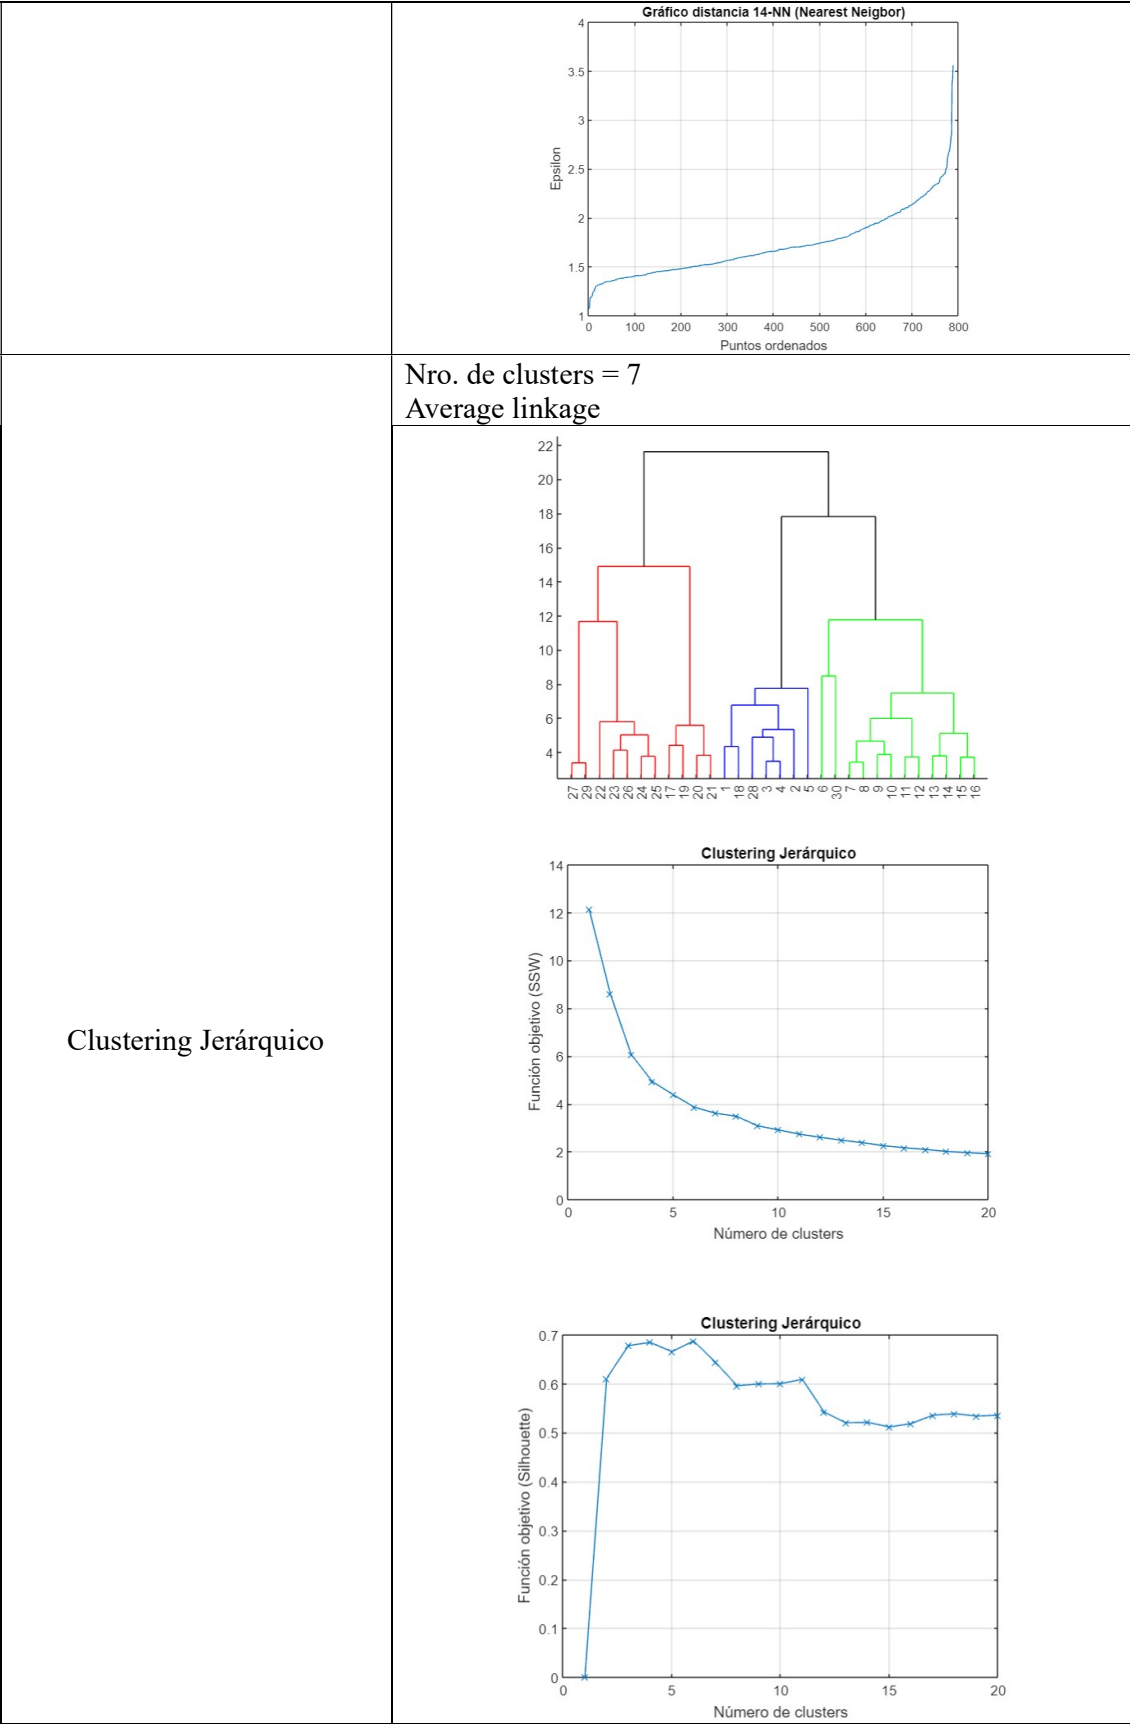 Gráfico distancia 14-NN (Nearest Neigbor)
4
3.5
3
2.5
2
1.5
1
Epsilon
0 100 200 300 400 500 600 700 800
Puntos ordenados
Nro. de clusters = 7
Average linkage
Clustering Jerárquico
22
20
18
16
14
12
10
8
6
4
27 29 22 23 26 24 25 17 19 20 21 1 18 28 3 4 2 5 6 30 7 8 9 10 11 12 13 14 15 16
Clustering Jerárquico
14
12
10
8
6
4
2
0
Función objetivo (SSW)
0 5 10 15 20
Número de clusters
Clustering Jerárquico
0.7
0.6
0.5
0.4
0.3
0.2
0.1
0
Función objetivo (Silhouette)
0 5 10 15 20
Número de clusters